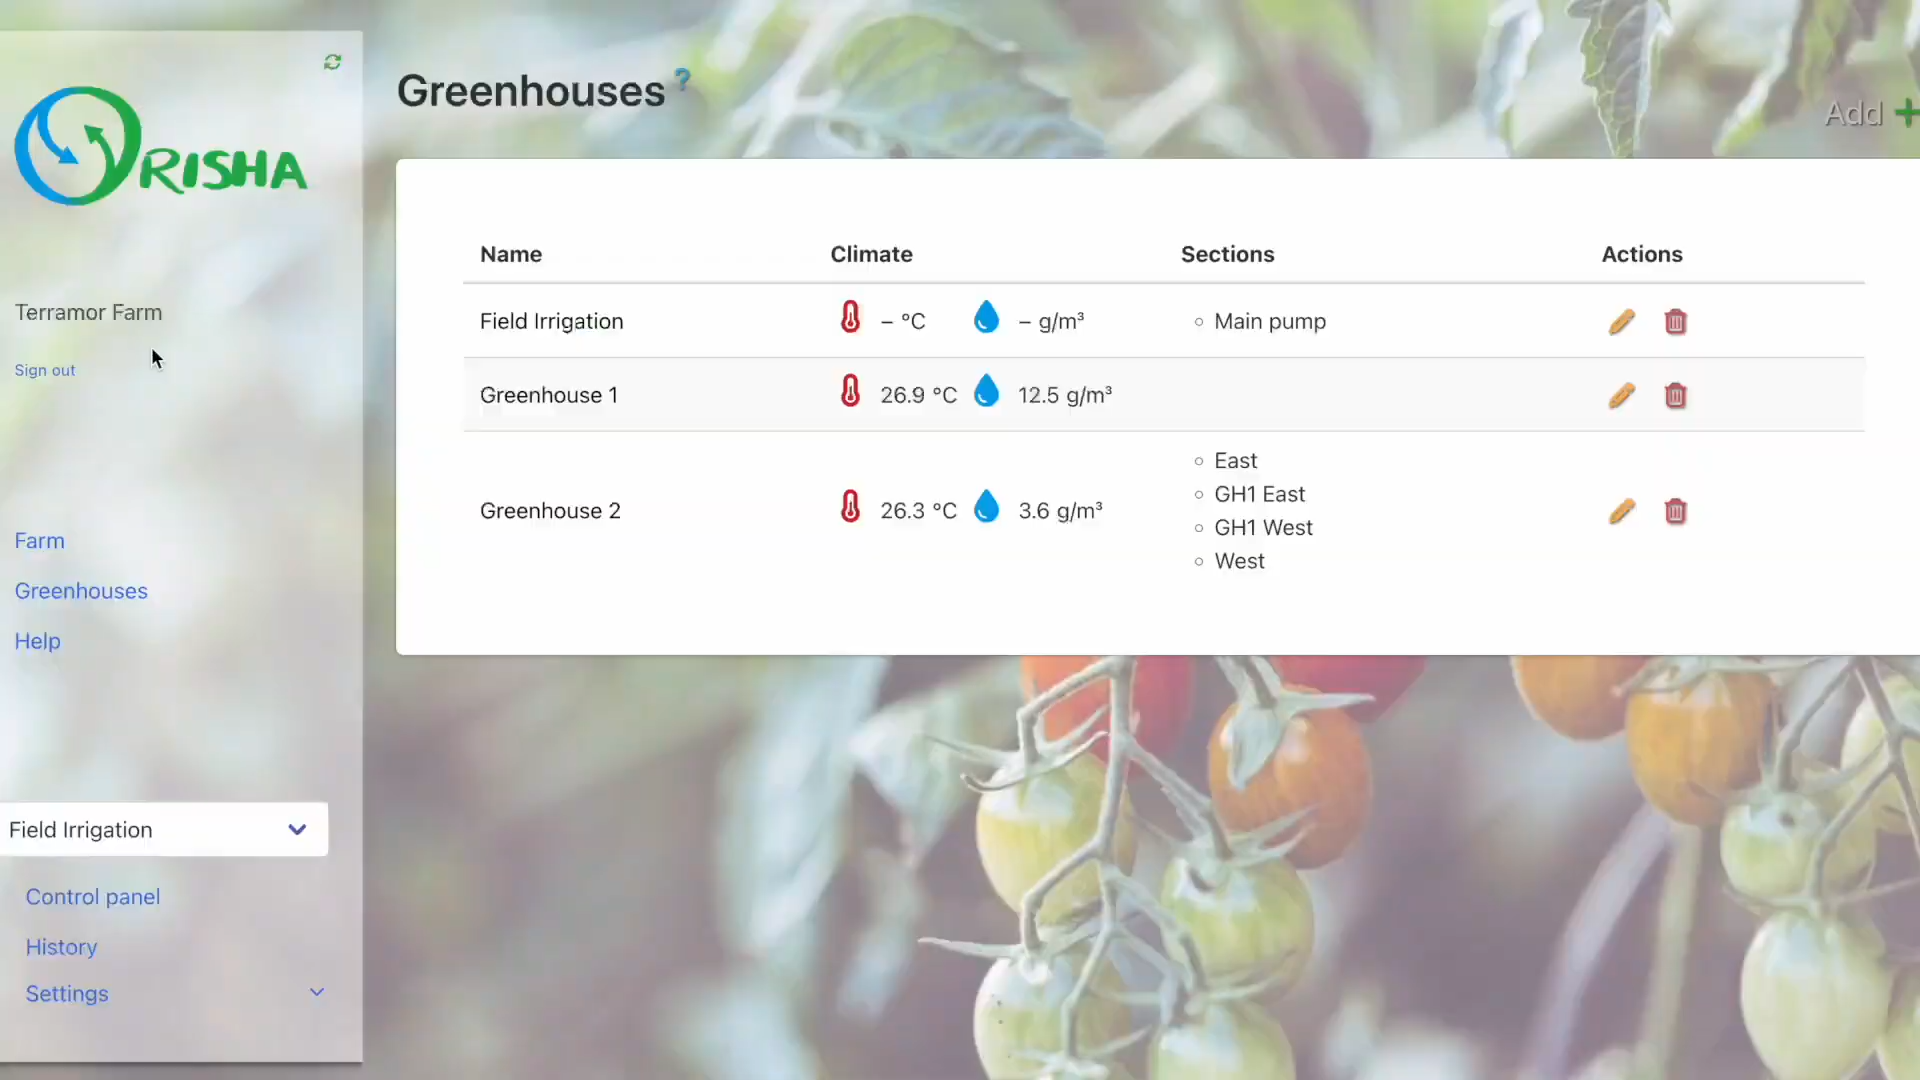 ORISHA
Terramor Farm
Sign out
Farm
Greenhouses
Help
Field Irrigation
Control panel
History
Settings
Greenhouses ?
Add +
Name Climate Sections Actions
Field Irrigation – °C – g/m³ Main pump
Greenhouse 1 26.9 °C 12.5 g/m³
Greenhouse 2 26.3 °C 3.6 g/m³
East
GH1 East
GH1 West
West